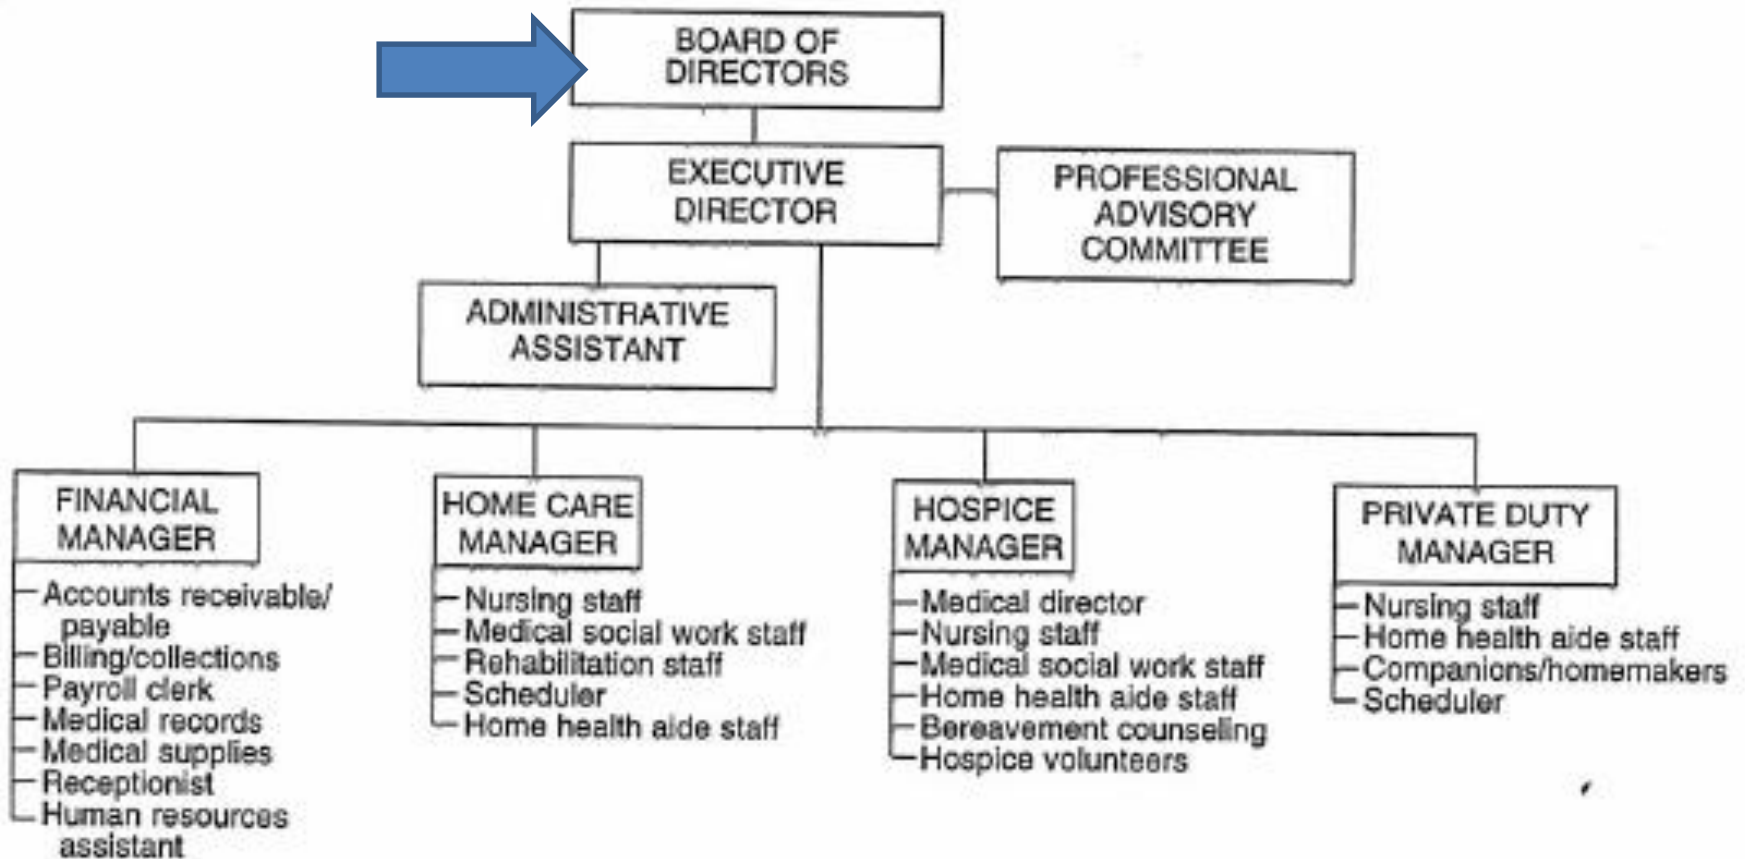 BOARD OF
DIRECTORS
EXECUTIVE
DIRECTOR
PROFESSIONAL
ADVISORY
COMMITTEE
ADMINISTRATIVE
ASSISTANT
FINANCIAL
MANAGER
Accounts receivable/
payable
Billing/collections
Payroll clerk
Medical records
Medical supplies
Receptionist
Human resources
assistant
HOME CARE
MANAGER
Nursing staff
Medical social work staff
Rehabilitation staff
Scheduler
Home health aide staff
HOSPICE
MANAGER
Medical director
Nursing staff
Medical social work staff
Home health aide staff
Bereavement counseling
Hospice volunteers
PRIVATE DUTY
MANAGER
Nursing staff
Home health aide staff
Companions/homemakers
Scheduler